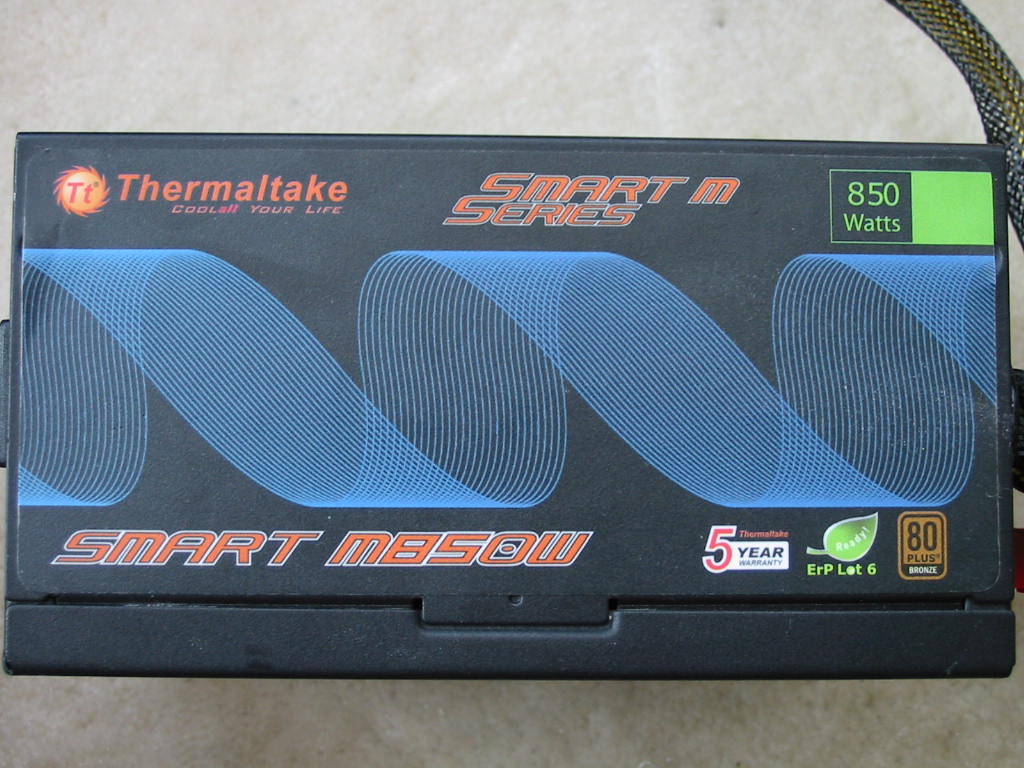 Tt Thermaltake
COOLall YOUR LIFE
SMART M
SERIES
850
Watts
SMART M850W
Thermaltake
5 YEAR
WARRANTY
Ready!
ErP Lot 6
80
PLUS®
BRONZE